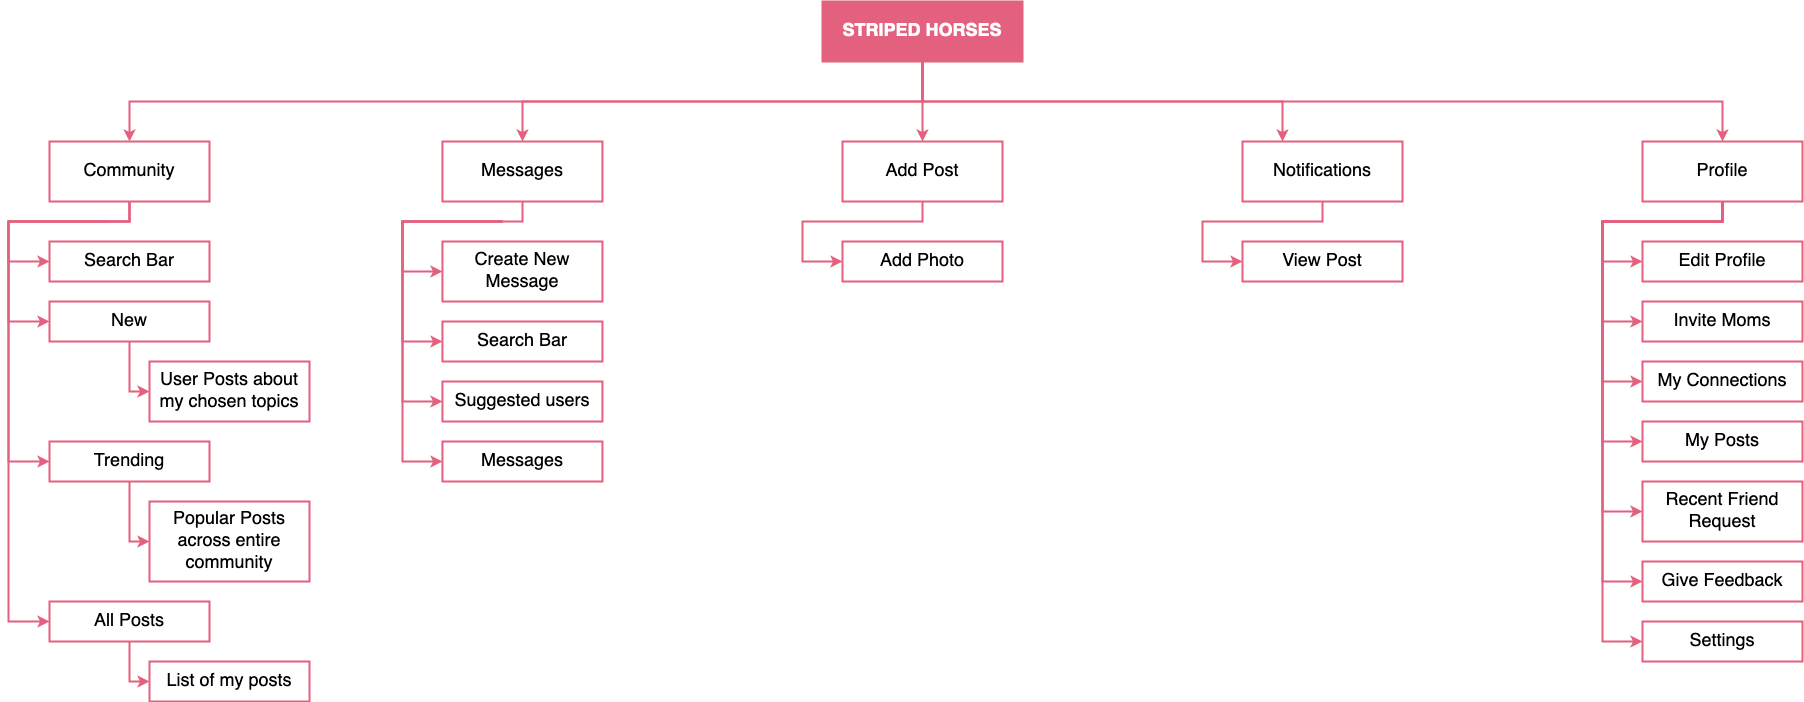 STRIPED HORSES
Community
Search Bar
New
User Posts about
my chosen topics
Trending
Popular Posts
across entire
community
All Posts
List of my posts
Messages
Create New
Message
Search Bar
Suggested users
Messages
Add Post
Add Photo
Notifications
View Post
Profile
Edit Profile
Invite Moms
My Connections
My Posts
Recent Friend
Request
Give Feedback
Settings